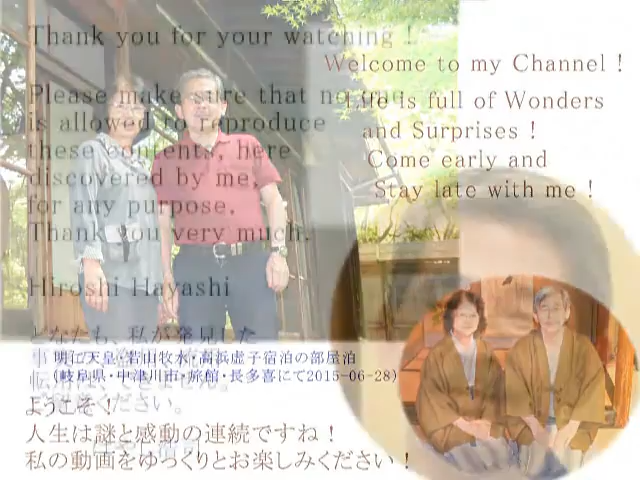 Thank you for your watching !
Welcome to my Channel !
Please make sure that no one
is allowed to reproduce
these contents, here
discovered by me,
for any purpose.
Thank you very much.
Life is full of Wonders
and Surprises !
Come early and
Stay late with me !
Hiroshi Hayashi
どなたも、私が発見した
明仁天皇・若山牧水・高浜虚子宿泊の部屋泊
(岐阜県・中津川市・旅館・長多喜にて2015-06-28)
ください。
ようこそ!
人生は謎と感動の連続ですね!
私の動画をゆっくりとお楽しみください!